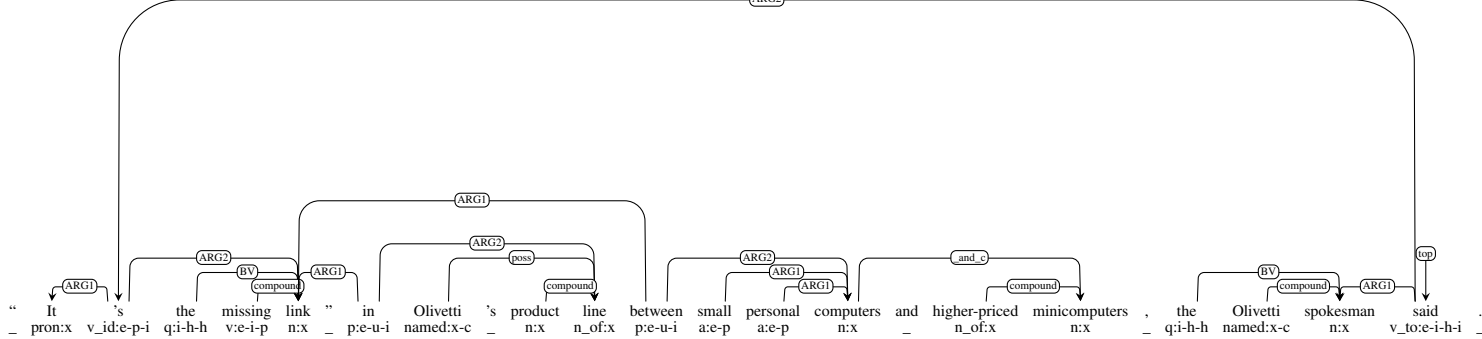 ARG2
ARG1
ARG2 poss ARG2 _and_c top
BV ARG1 ARG1 BV
ARG1 compound compound ARG1 compound compound ARG1
“ It 's the missing link ” in Olivetti 's product line between small personal computers and higher-priced minicomputers , the Olivetti spokesman said .
_ pron:x v_id:e-p-i q:i-h-h v:e-i-p n:x _ p:e-u-i named:x-c _ n:x n_of:x p:e-u-i a:e-p a:e-p n:x _ n_of:x n:x _ q:i-h-h named:x-c n:x v_to:e-i-h-i _